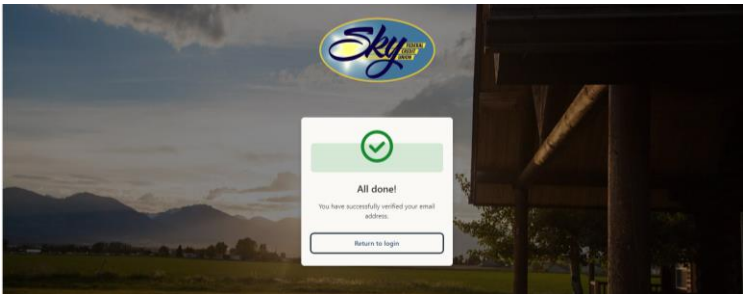 Sky
FEDERAL
CREDIT
UNION
All done!
You have successfully verified your email
address.
Return to login